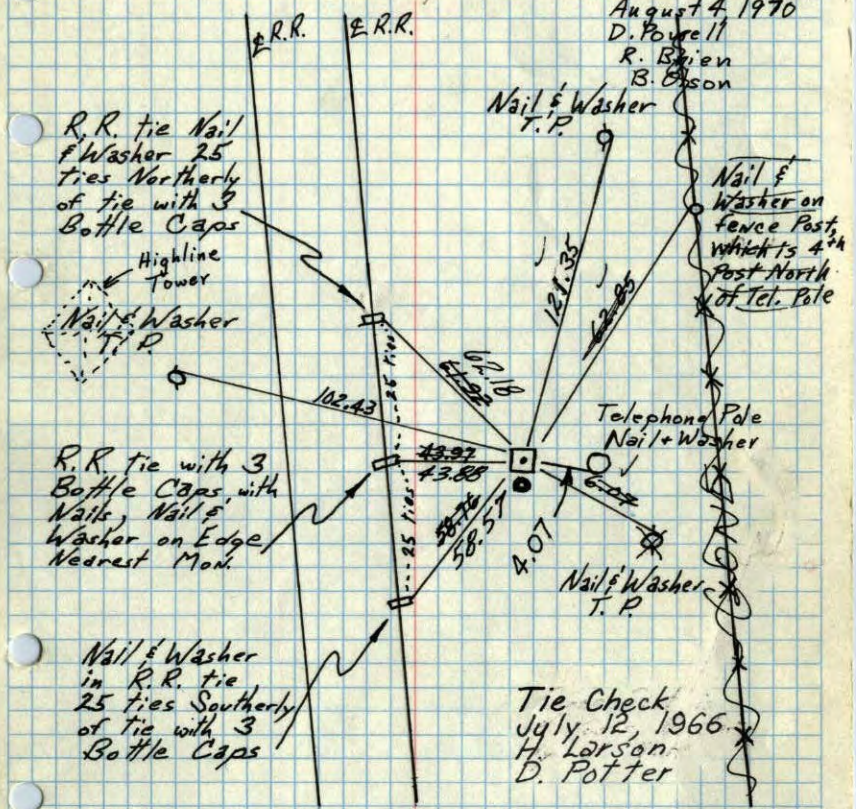 August 4 1970
D. Powell
R. Brien
B. Olson
℄ R.R.
℄ R.R.
Nail & Washer
T.P.
R.R. tie Nail
& Washer 25
ties Northerly
of tie with 3
Bottle Caps
Nail &
Washer on
fence Post,
which is 4th
Post North
of Tel. Pole
Highline
Tower
Nail & Washer
T.P.
121.35
62.85
25 ties
62.18
61.92
102.43
Telephone Pole
Nail + Washer
43.97
43.88
6.07
R.R. tie with 3
Bottle Caps, with
Nails, Nail &
Washer on Edge
Nearest Mon.
25 ties
58.76
58.57
4.07
Nail & Washer
T.P.
Nail & Washer
in R.R. tie
25 ties Southerly
of tie with 3
Bottle Caps
Tie Check
July 12, 1966
H. Larson
D. Potter